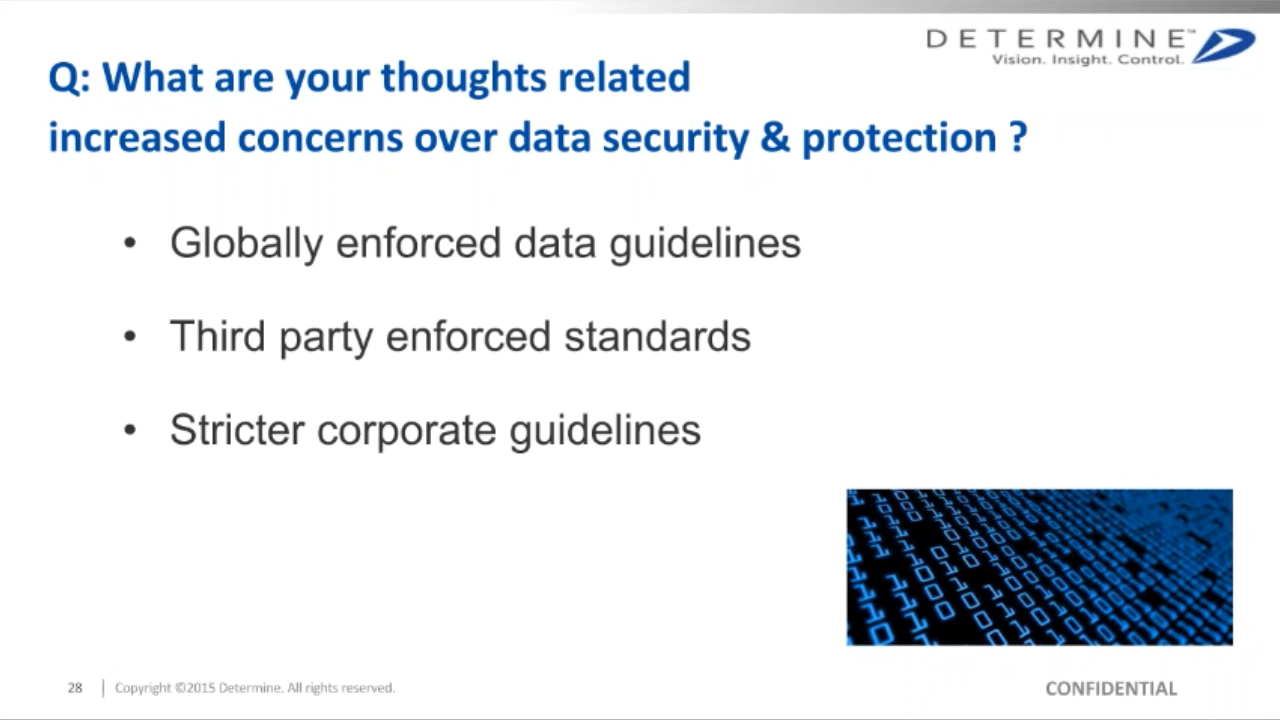 DETERMINE™
Vision. Insight. Control.
Q: What are your thoughts related
increased concerns over data security & protection ?
• Globally enforced data guidelines
• Third party enforced standards
• Stricter corporate guidelines
28 | Copyright ©2015 Determine. All rights reserved.
CONFIDENTIAL